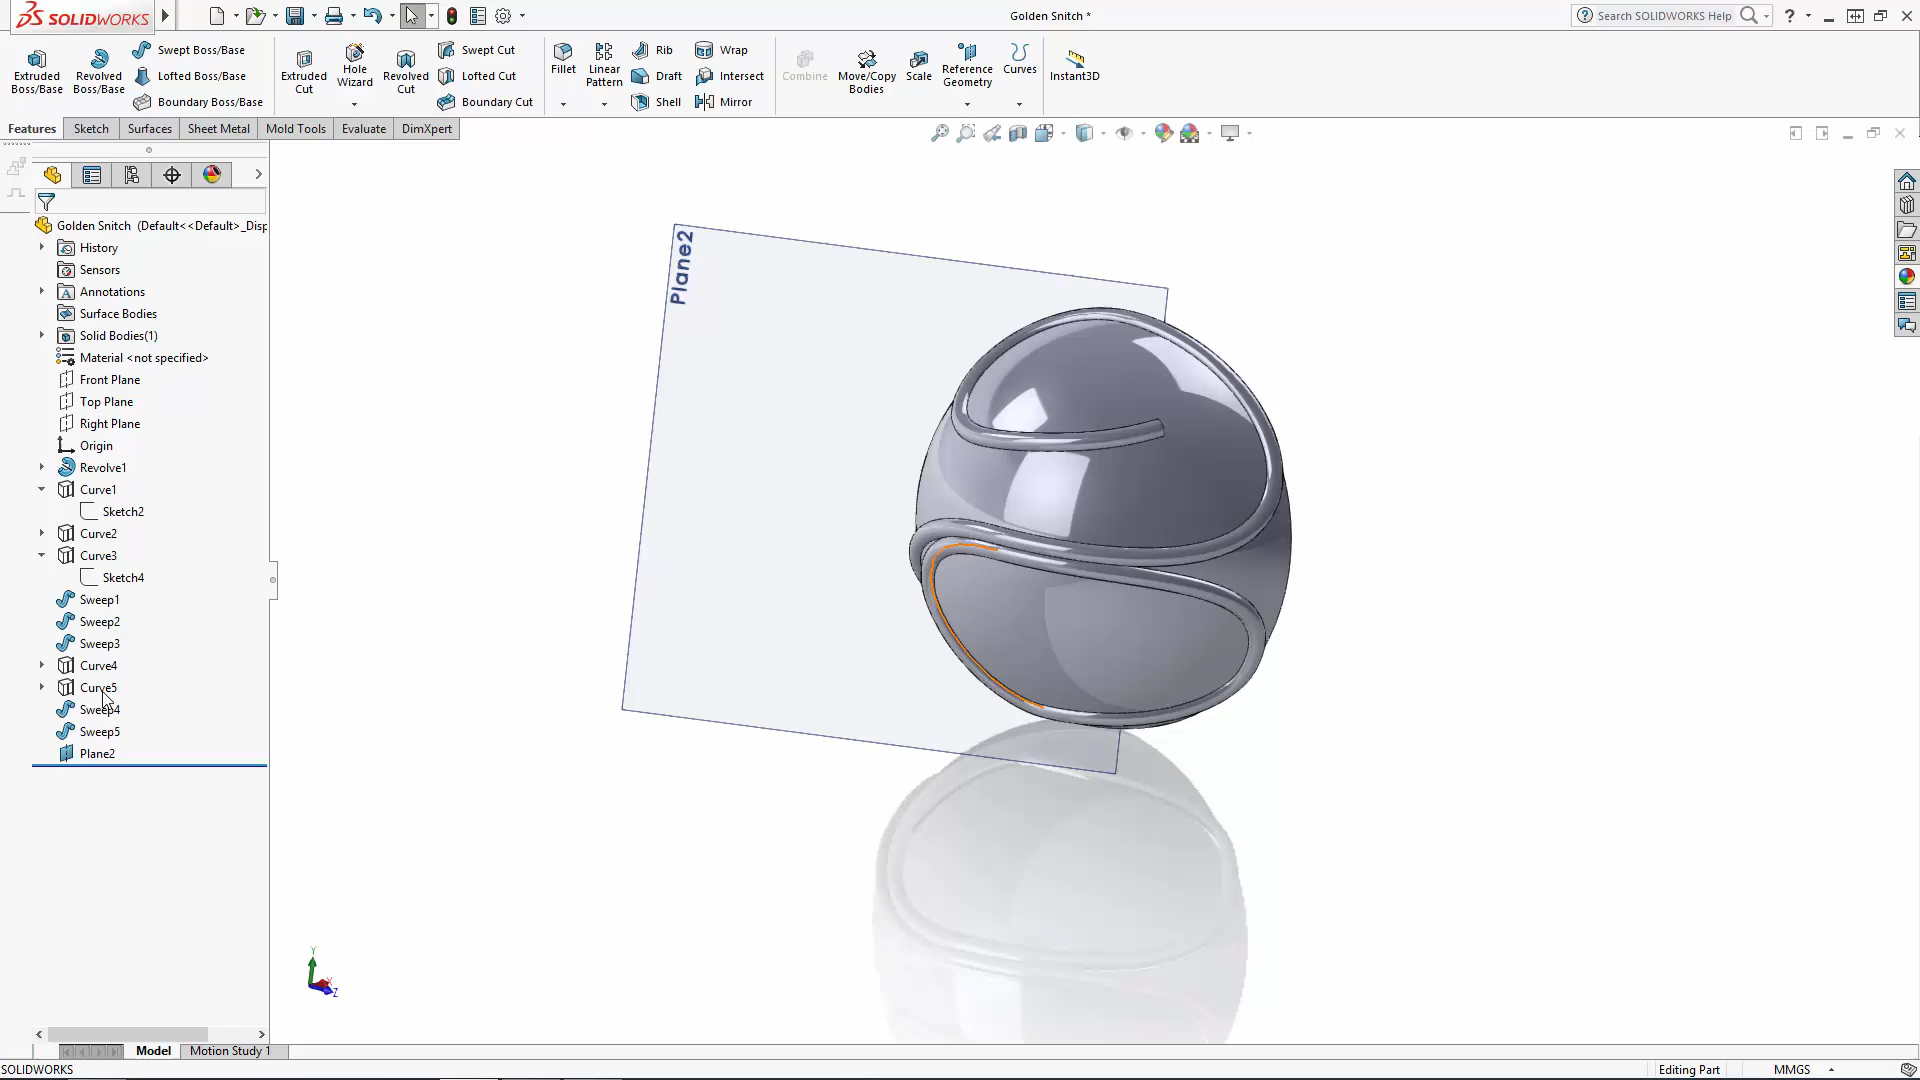 SOLIDWORKS
Golden Snitch *
Search SOLIDWORKS Help
Extruded Boss/Base
Revolved Boss/Base
Swept Boss/Base
Lofted Boss/Base
Boundary Boss/Base
Extruded Cut
Hole Wizard
Revolved Cut
Swept Cut
Lofted Cut
Boundary Cut
Fillet
Linear Pattern
Rib
Draft
Shell
Wrap
Intersect
Mirror
Combine
Move/Copy Bodies
Scale
Reference Geometry
Curves
Instant3D
Features
Sketch
Surfaces
Sheet Metal
Mold Tools
Evaluate
DimXpert
Golden Snitch (Default<<Default>_Disp
History
Sensors
Annotations
Surface Bodies
Solid Bodies(1)
Material <not specified>
Front Plane
Top Plane
Right Plane
Origin
Revolve1
Curve1
Sketch2
Curve2
Curve3
Sketch4
Sweep1
Sweep2
Sweep3
Curve4
Curve5
Sweep4
Sweep5
Plane2
Plane2
Y
X
Z
Model
Motion Study 1
SOLIDWORKS
Editing Part
MMGS